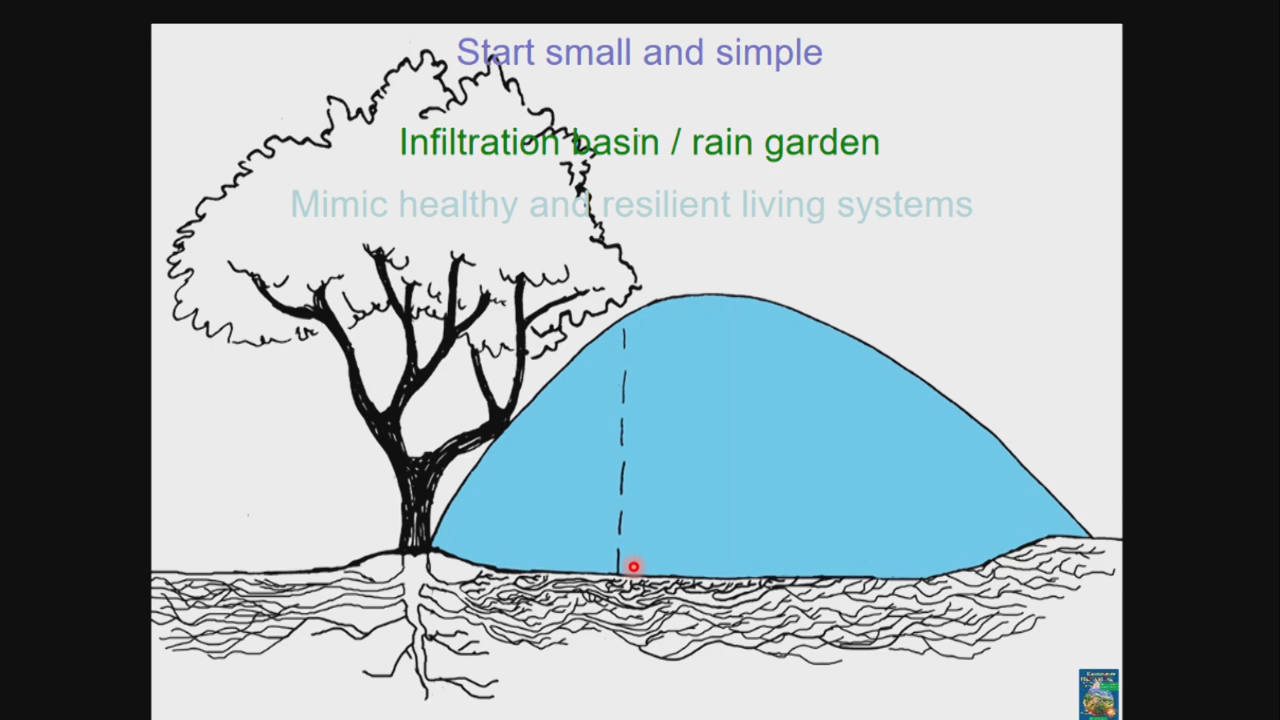 Start small and simple
Infiltration basin / rain garden
Mimic healthy and resilient living systems